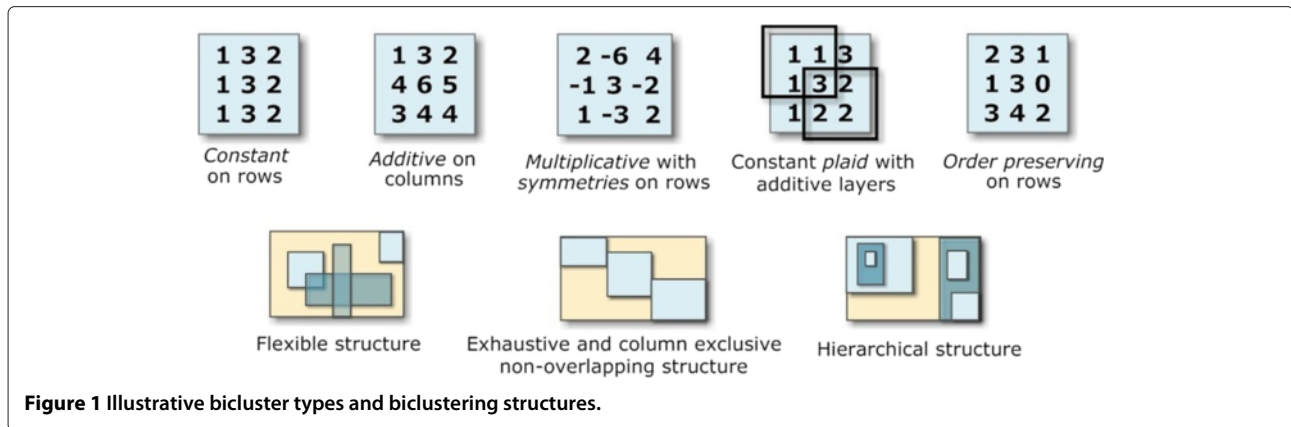 1 3 2
1 3 2
1 3 2
Constant
on rows
1 3 2
4 6 5
3 4 4
Additive on
columns
2 -6 4
-1 3 -2
1 -3 2
Multiplicative with
symmetries on rows
1 1 3
1 3 2
1 2 2
Constant plaid with
additive layers
2 3 1
1 3 0
3 4 2
Order preserving
on rows
Flexible structure
Exhaustive and column exclusive
non-overlapping structure
Hierarchical structure
Figure 1 Illustrative bicluster types and biclustering structures.